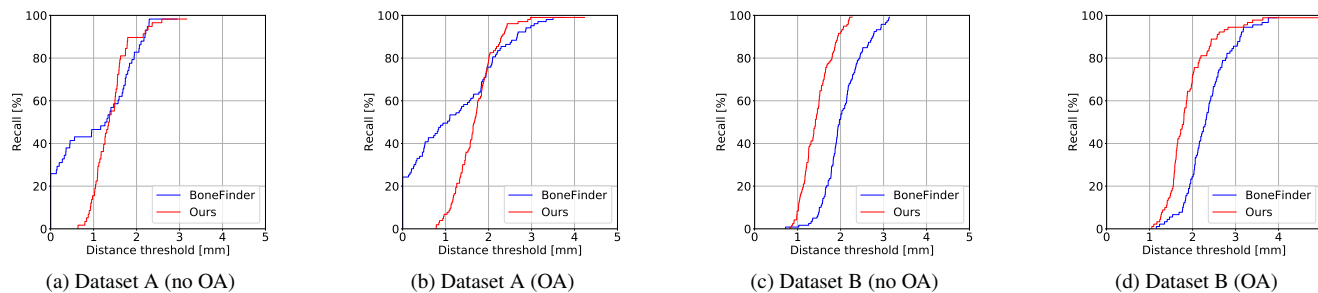 100
80
60
40
20
0
Recall [%]
BoneFinder
Ours
0 1 2 3 4 5
Distance threshold [mm]
(a) Dataset A (no OA)
100
80
60
40
20
0
Recall [%]
BoneFinder
Ours
0 1 2 3 4 5
Distance threshold [mm]
(b) Dataset A (OA)
100
80
60
40
20
0
Recall [%]
BoneFinder
Ours
0 1 2 3 4 5
Distance threshold [mm]
(c) Dataset B (no OA)
100
80
60
40
20
0
Recall [%]
BoneFinder
Ours
0 1 2 3 4
Distance threshold [mm]
(d) Dataset B (OA)